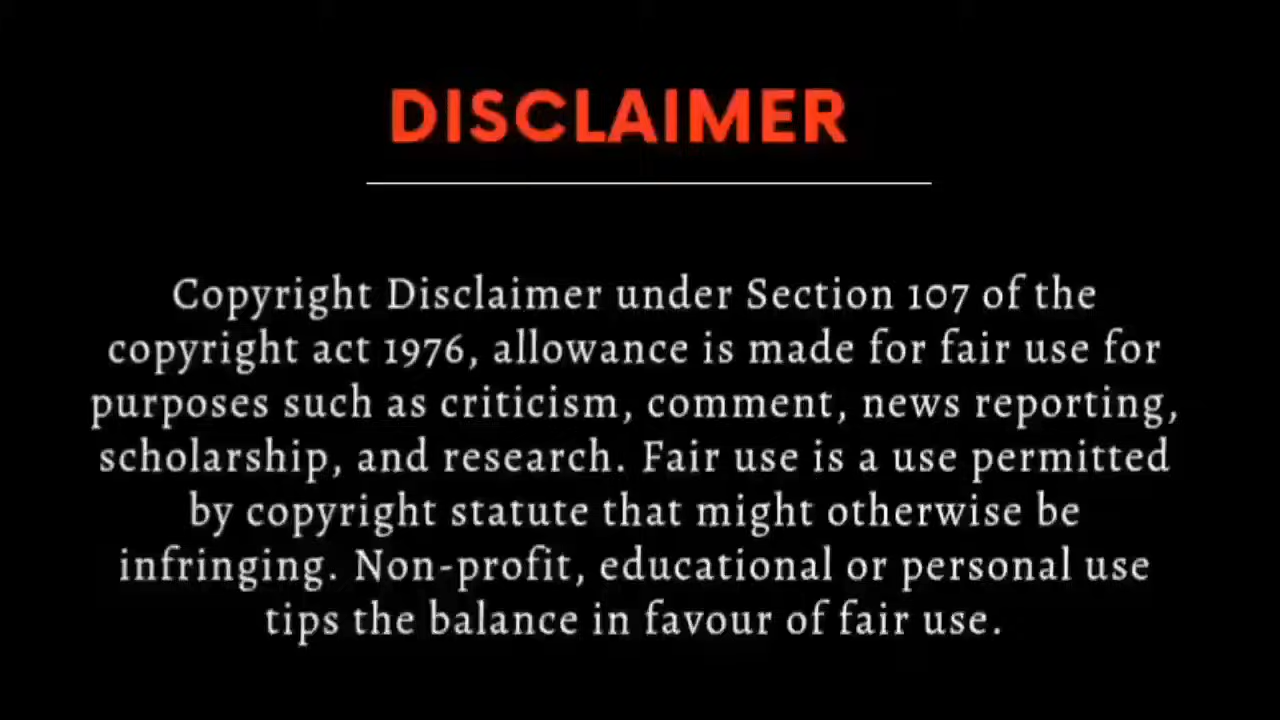 DISCLAIMER
Copyright Disclaimer under Section 107 of the
copyright act 1976, allowance is made for fair use for
purposes such as criticism, comment, news reporting,
scholarship, and research. Fair use is a use permitted
by copyright statute that might otherwise be
infringing. Non-profit, educational or personal use
tips the balance in favour of fair use.